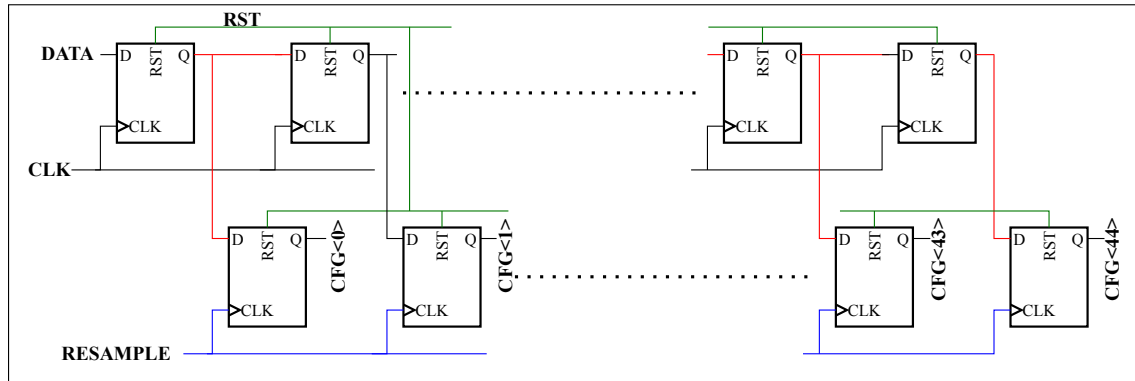 RST
DATA D Q D Q D Q D Q
RST RST RST RST
CLK CLK CLK CLK
CLK
D Q D Q D Q D Q
RST RST RST RST
CFG<0> CFG<1> CFG<43> CFG<44>
CLK CLK CLK CLK
RESAMPLE